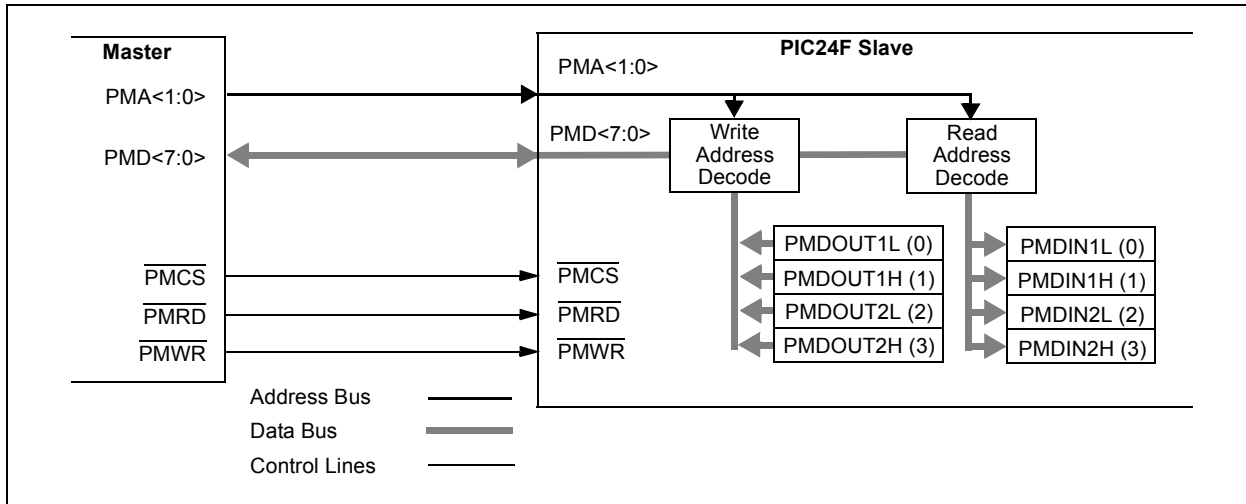 Master
PIC24F Slave
PMA<1:0>
PMA<1:0>
PMD<7:0>
PMD<7:0>
Write
Address
Decode
Read
Address
Decode
PMDOUT1L (0)
PMDOUT1H (1)
PMDOUT2L (2)
PMDOUT2H (3)
PMDIN1L (0)
PMDIN1H (1)
PMDIN2L (2)
PMDIN2H (3)
PMCS
PMCS
PMRD
PMRD
PMWR
PMWR
Address Bus
Data Bus
Control Lines